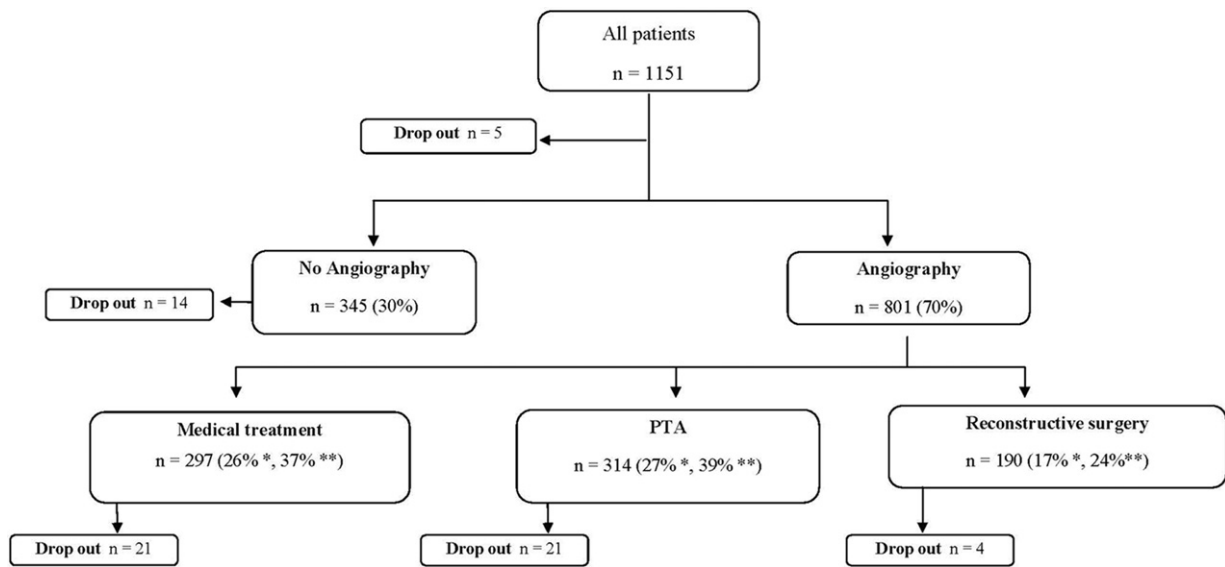 All patients
n = 1151
Drop out n = 5
No Angiography
n = 345 (30%)
Angiography
n = 801 (70%)
Drop out n = 14
Medical treatment
n = 297 (26% *, 37% **)
PTA
n = 314 (27% *, 39% **)
Reconstructive surgery
n = 190 (17% *, 24%**)
Drop out n = 21
Drop out n = 21
Drop out n = 4